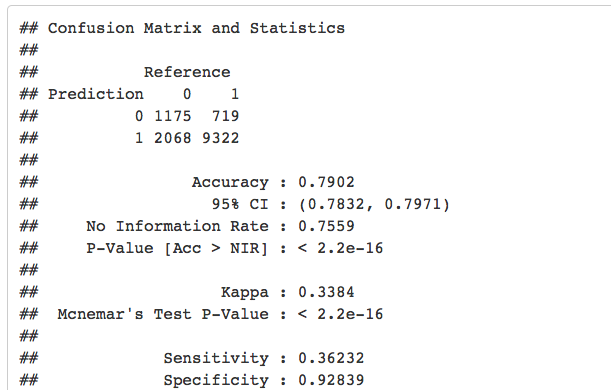 ## Confusion Matrix and Statistics
##
##           Reference
## Prediction    0    1
##          0 1175  719
##          1 2068 9322
##
##                Accuracy : 0.7902
##                  95% CI : (0.7832, 0.7971)
##     No Information Rate : 0.7559
##     P-Value [Acc > NIR] : < 2.2e-16
##
##                   Kappa : 0.3384
##  Mcnemar's Test P-Value : < 2.2e-16
##
##             Sensitivity : 0.36232
##             Specificity : 0.92839